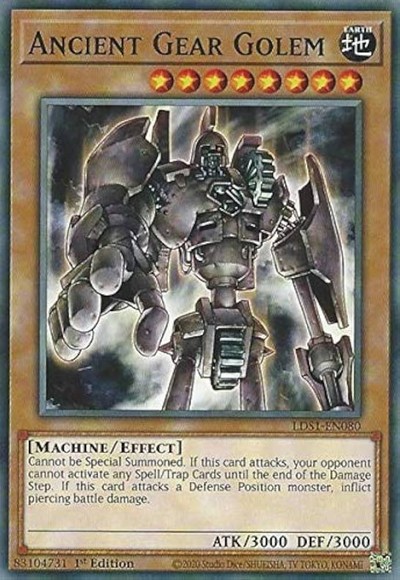 ANCIENT GEAR GOLEM
EARTH
地
LDS1-EN080
[MACHINE/EFFECT]
Cannot be Special Summoned. If this card attacks, your opponent
cannot activate any Spell/Trap Cards until the end of the Damage
Step. If this card attacks a Defense Position monster, inflict
piercing battle damage.
ATK/3000 DEF/3000
83104731 1st Edition
©2020 Studio Dice/SHUEISHA, TV TOKYO, KONAMI